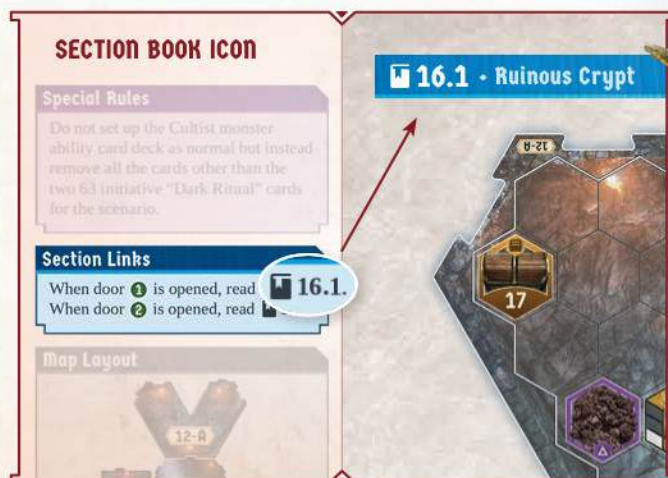 SECTION BOOK ICON
Special Rules
Do not set up the Cultist monster
ability card deck as normal but instead
remove all the cards other than the
two 63 initiative “Dark Ritual” cards
for the scenario.
Section Links
When door 1 is opened, read 16.1.
When door 2 is opened, read
Map Layout
12-A
16.1 • Ruinous Crypt
12-A
17